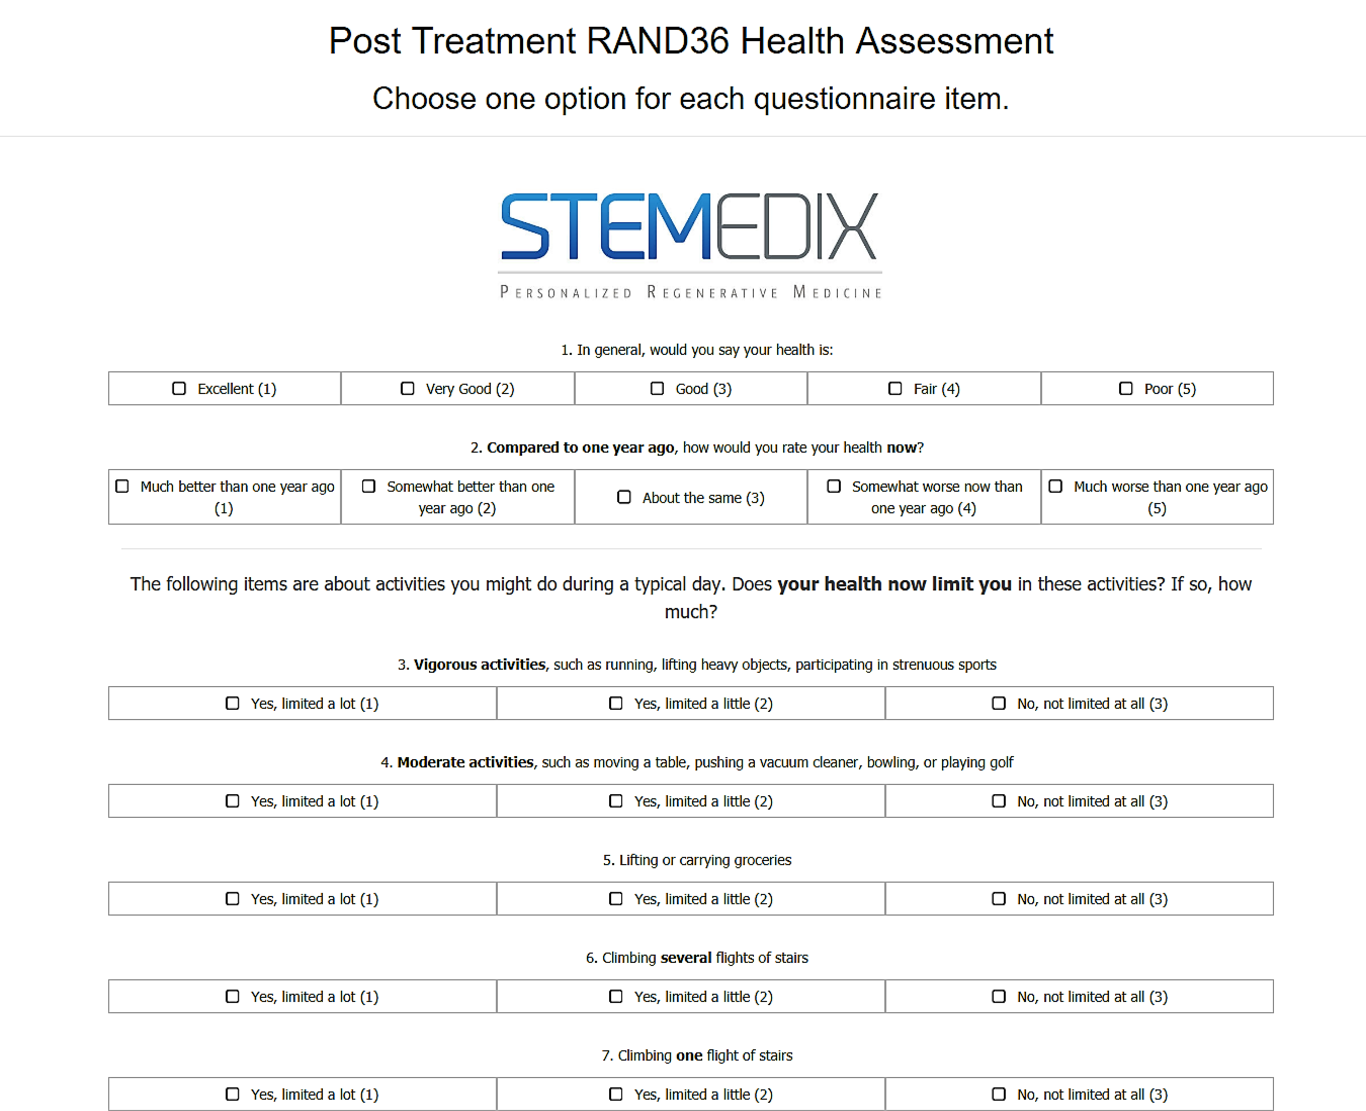 Post Treatment RAND36 Health Assessment
Choose one option for each questionnaire item.
STEMEDIX
PERSONALIZED REGENERATIVE MEDICINE
1. In general, would you say your health is:
Excellent (1) Very Good (2) Good (3) Fair (4) Poor (5)
2. Compared to one year ago, how would you rate your health now?
Much better than one year ago (1) Somewhat better than one year ago (2) About the same (3) Somewhat worse now than one year ago (4) Much worse than one year ago (5)
The following items are about activities you might do during a typical day. Does your health now limit you in these activities? If so, how
much?
3. Vigorous activities, such as running, lifting heavy objects, participating in strenuous sports
Yes, limited a lot (1) Yes, limited a little (2) No, not limited at all (3)
4. Moderate activities, such as moving a table, pushing a vacuum cleaner, bowling, or playing golf
Yes, limited a lot (1) Yes, limited a little (2) No, not limited at all (3)
5. Lifting or carrying groceries
Yes, limited a lot (1) Yes, limited a little (2) No, not limited at all (3)
6. Climbing several flights of stairs
Yes, limited a lot (1) Yes, limited a little (2) No, not limited at all (3)
7. Climbing one flight of stairs
Yes, limited a lot (1) Yes, limited a little (2) No, not limited at all (3)